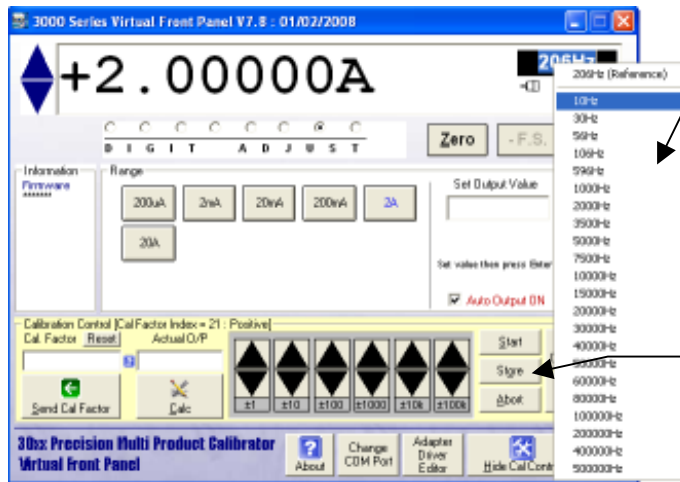 3000 Series Virtual Front Panel V7.8 : 01/02/2008
+2.00000A
206Hz
D I G I T A D J U S T
Zero
- F.S.
Information
Firmware
Range
200uA
2mA
20mA
200mA
2A
20A
Set Output Value
Set value then press Enter
Auto Output ON
Calibration Control [Cal Factor Index = 21 : Positive]
Cal. Factor
Reset
Actual O/P
Send Cal Factor
Calc
±1
±10
±100
±1000
±10k
±100k
Start
Store
Abort
30xx Precision Multi Product Calibrator
Virtual Front Panel
?
About
Change
COM Port
Adapter
Driver
Editor
Hide Cal Cont
206Hz (Reference)
10Hz
30Hz
56Hz
106Hz
596Hz
1000Hz
2000Hz
3500Hz
5000Hz
7500Hz
10000Hz
15000Hz
20000Hz
30000Hz
40000Hz
50000Hz
60000Hz
80000Hz
100000Hz
200000Hz
400000Hz
500000Hz